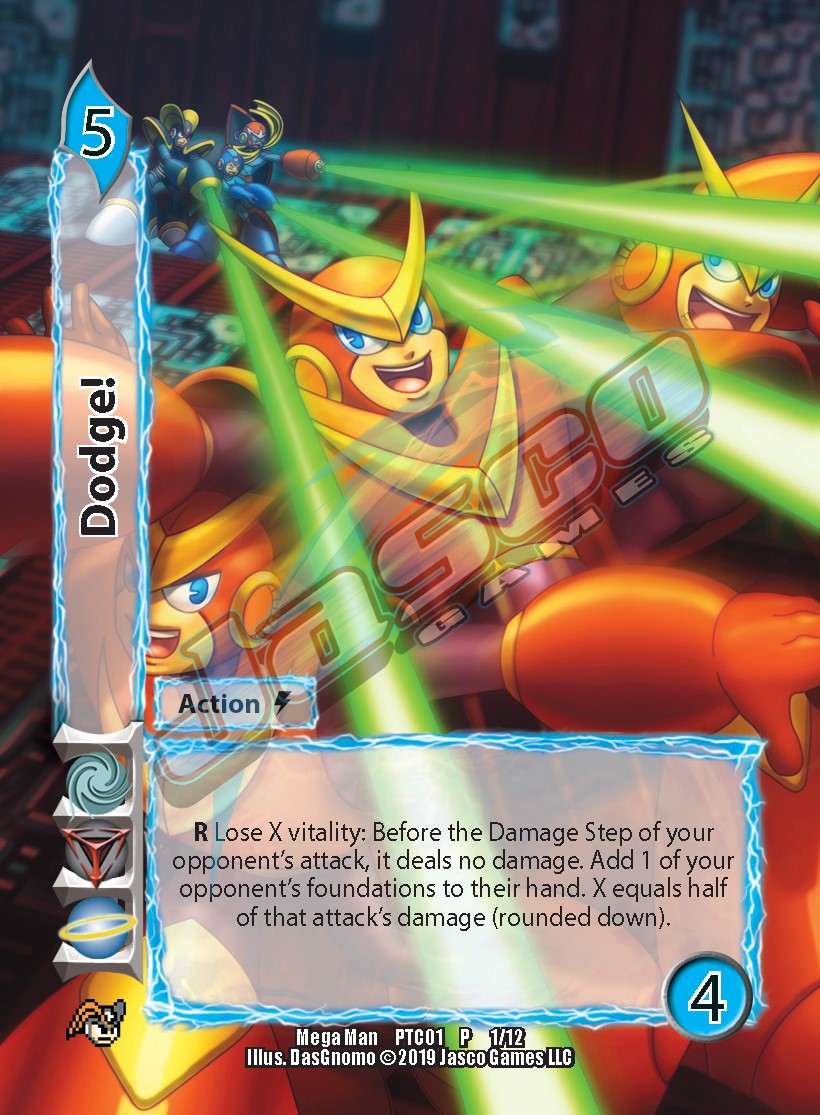 5
Dodge!
JASCO
GAMES
Action
R Lose X vitality: Before the Damage Step of your
opponent's attack, it deals no damage. Add 1 of your
opponent's foundations to their hand. X equals half
of that attack's damage (rounded down).
4
Mega Man PTC01 P 1/12
Illus. DasGnomo ©2019 Jasco Games LLC